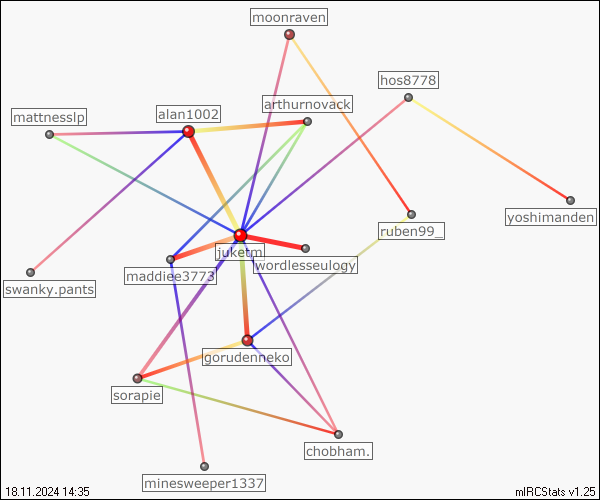 moonraven
hos8778
arthurnovack
alan1002
mattnesslp
yoshimanden
ruben99_
juketm
wordlesseulogy
maddiee3773
swanky.pants
gorudenneko
sorapie
chobham.
minesweeper1337
18.11.2024 14:35
mIRCStats v1.25